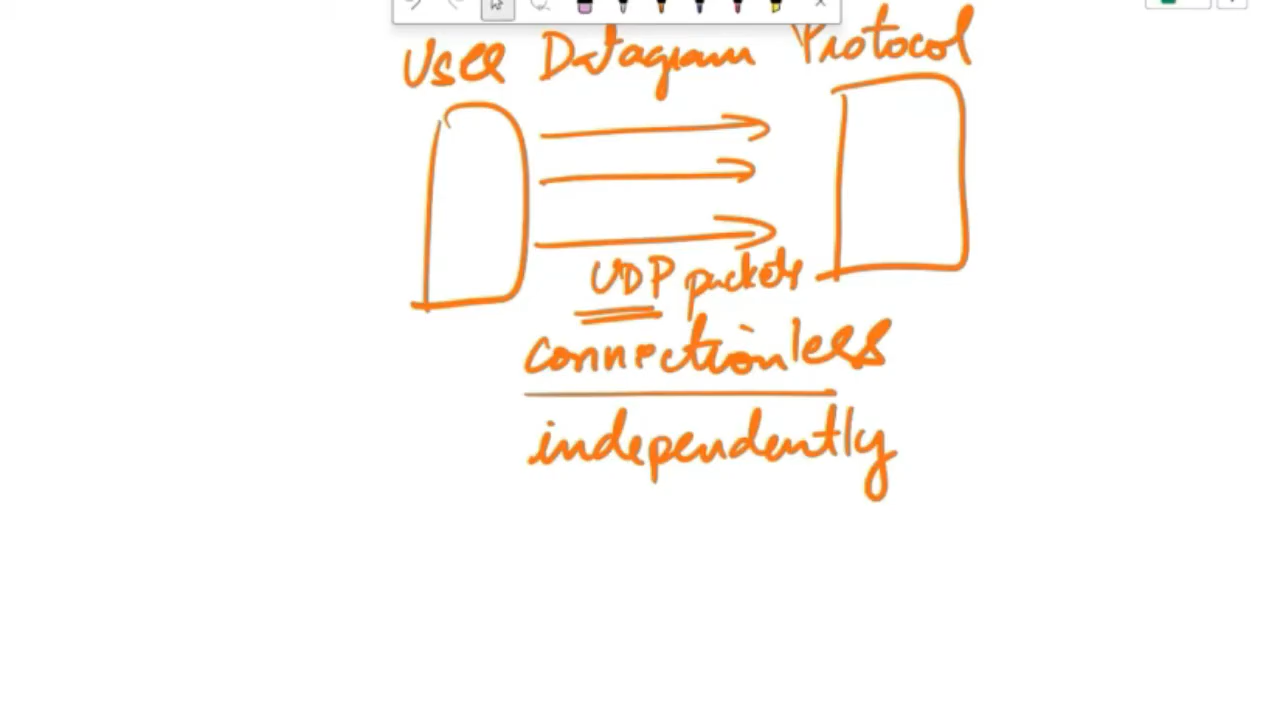 User Datagram Protocol
UDP packets
connectionless
independently